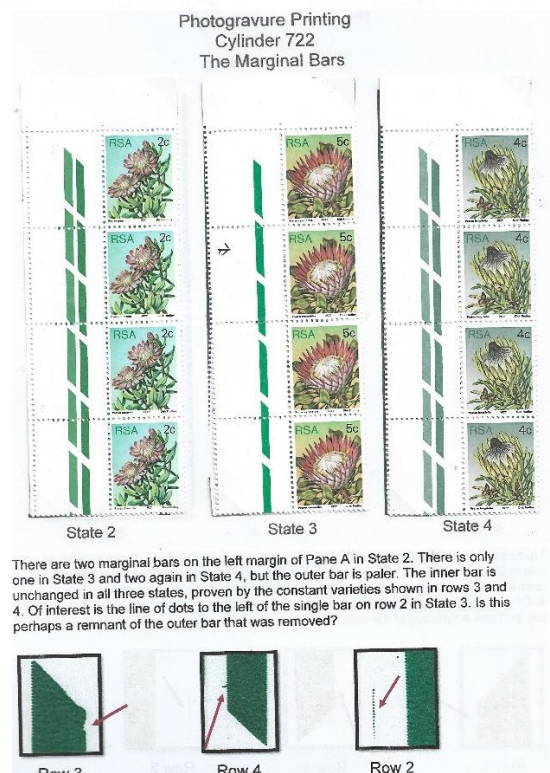 Photogravure Printing
Cylinder 722
The Marginal Bars
RSA 2c
RSA 2c
RSA 2c
RSA 2c
RSA 5c
RSA 5c
RSA 5c
RSA 5c
RSA 4c
RSA 4c
RSA 4c
RSA 4c
State 2
State 3
State 4
There are two marginal bars on the left margin of Pane A in State 2. There is only
one in State 3 and two again in State 4, but the outer bar is paler. The inner bar is
unchanged in all three states, proven by the constant varieties shown in rows 3 and
4. Of interest is the line of dots to the left of the single bar on row 2 in State 3. Is this
perhaps a remnant of the outer bar that was removed?
Row 3
Row 4
Row 2